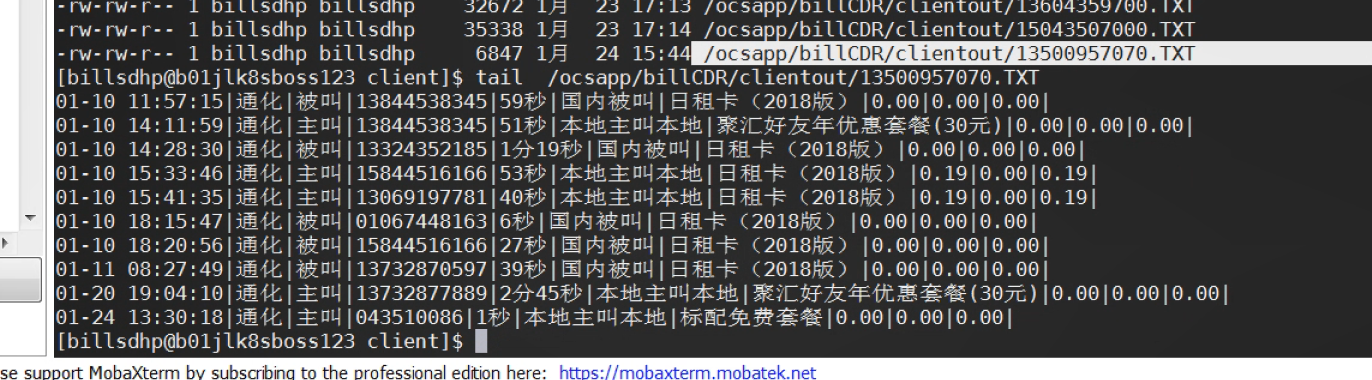 -rw-rw-r-- 1 billsdhp billsdhp 32672 1月 23 17:13 /ocsapp/billCDR/clientout/13604359700.TXT
-rw-rw-r-- 1 billsdhp billsdhp 35338 1月 23 17:14 /ocsapp/billCDR/clientout/15043507000.TXT
-rw-rw-r-- 1 billsdhp billsdhp 6847 1月 24 15:44 /ocsapp/billCDR/clientout/13500957070.TXT
[billsdhp@b01jlk8sboss123 client]$ tail /ocsapp/billCDR/clientout/13500957070.TXT
01-10 11:57:15|通化|被叫|13844538345|59秒|国内被叫|日租卡（2018版）|0.00|0.00|0.00|
01-10 14:11:59|通化|主叫|13844538345|51秒|本地主叫本地|聚汇好友年优惠套餐(30元)|0.00|0.00|0.00|
01-10 14:28:30|通化|被叫|13324352185|1分19秒|国内被叫|日租卡（2018版）|0.00|0.00|0.00|
01-10 15:33:46|通化|主叫|15844516166|53秒|本地主叫本地|日租卡（2018版）|0.19|0.00|0.19|
01-10 15:41:35|通化|主叫|13069197781|40秒|本地主叫本地|日租卡（2018版）|0.19|0.00|0.19|
01-10 18:15:47|通化|被叫|01067448163|6秒|国内被叫|日租卡（2018版）|0.00|0.00|0.00|
01-10 18:20:56|通化|被叫|15844516166|27秒|国内被叫|日租卡（2018版）|0.00|0.00|0.00|
01-11 08:27:49|通化|被叫|13732870597|39秒|国内被叫|日租卡（2018版）|0.00|0.00|0.00|
01-20 19:04:10|通化|主叫|13732877889|2分45秒|本地主叫本地|聚汇好友年优惠套餐(30元)|0.00|0.00|0.00|
01-24 13:30:18|通化|主叫|043510086|1秒|本地主叫本地|标配免费套餐|0.00|0.00|0.00|
[billsdhp@b01jlk8sboss123 client]$
se support MobaXterm by subscribing to the professional edition here: https://mobaxterm.mobatek.net